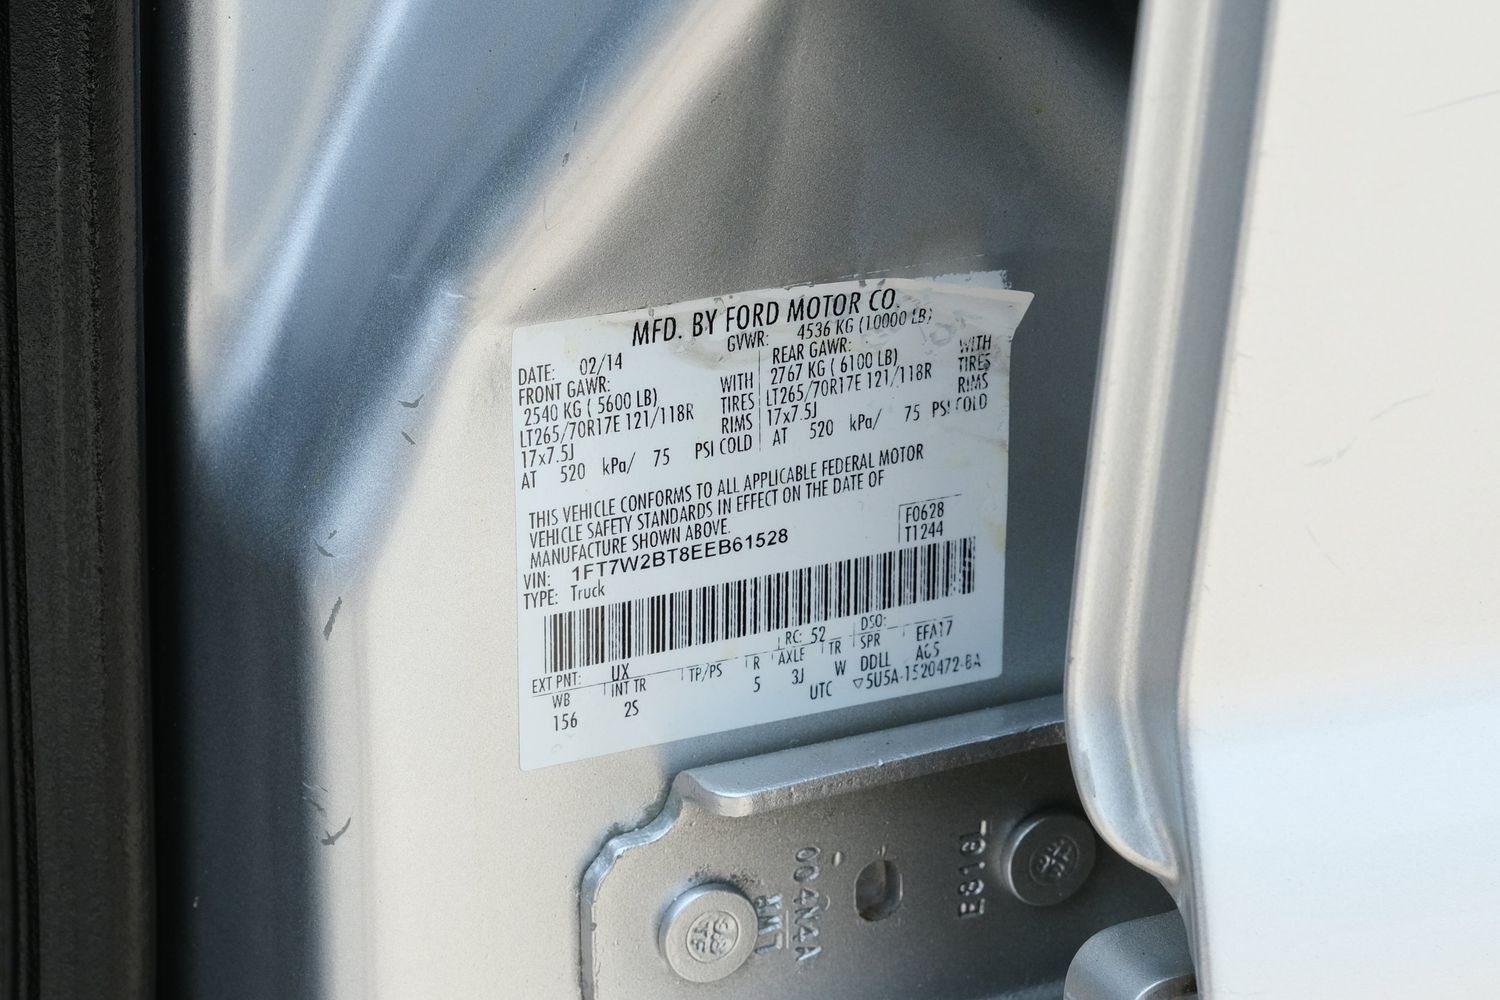 MFD. BY FORD MOTOR CO.
DATE: 02/14 GVWR: 4536 KG (10000 LB)
FRONT GAWR: REAR GAWR:
2540 KG ( 5600 LB) WITH 2767 KG ( 6100 LB) WITH
LT265/70R17E 121/118R TIRES LT265/70R17E 121/118R TIRES
17x7.5J RIMS 17x7.5J RIMS
AT 520 kPa/ 75 PSI COLD AT 520 kPa/ 75 PSI COLD
THIS VEHICLE CONFORMS TO ALL APPLICABLE FEDERAL MOTOR
VEHICLE SAFETY STANDARDS IN EFFECT ON THE DATE OF
MANUFACTURE SHOWN ABOVE.
F0628
T1244
VIN: 1FT7W2BT8EEB61528
TYPE: Truck
EXT PNT: UX RC: 52 DSO:
WB INT TR TP/PS R AXLE TR SPR EFA17
156 2S 5 3J W DDLL A65
UTC ▽5U5A-1520472-BA
004N4A
E818L